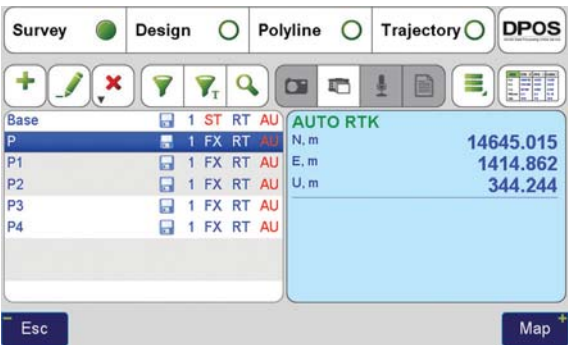 Survey Design Polyline Trajectory DPOS
T
Base 1 ST RT AU
P 1 FX RT AU
P1 1 FX RT AU
P2 1 FX RT AU
P3 1 FX RT AU
P4 1 FX RT AU
AUTO RTK
N, m 14645.015
E, m 1414.862
U, m 344.244
Esc Map